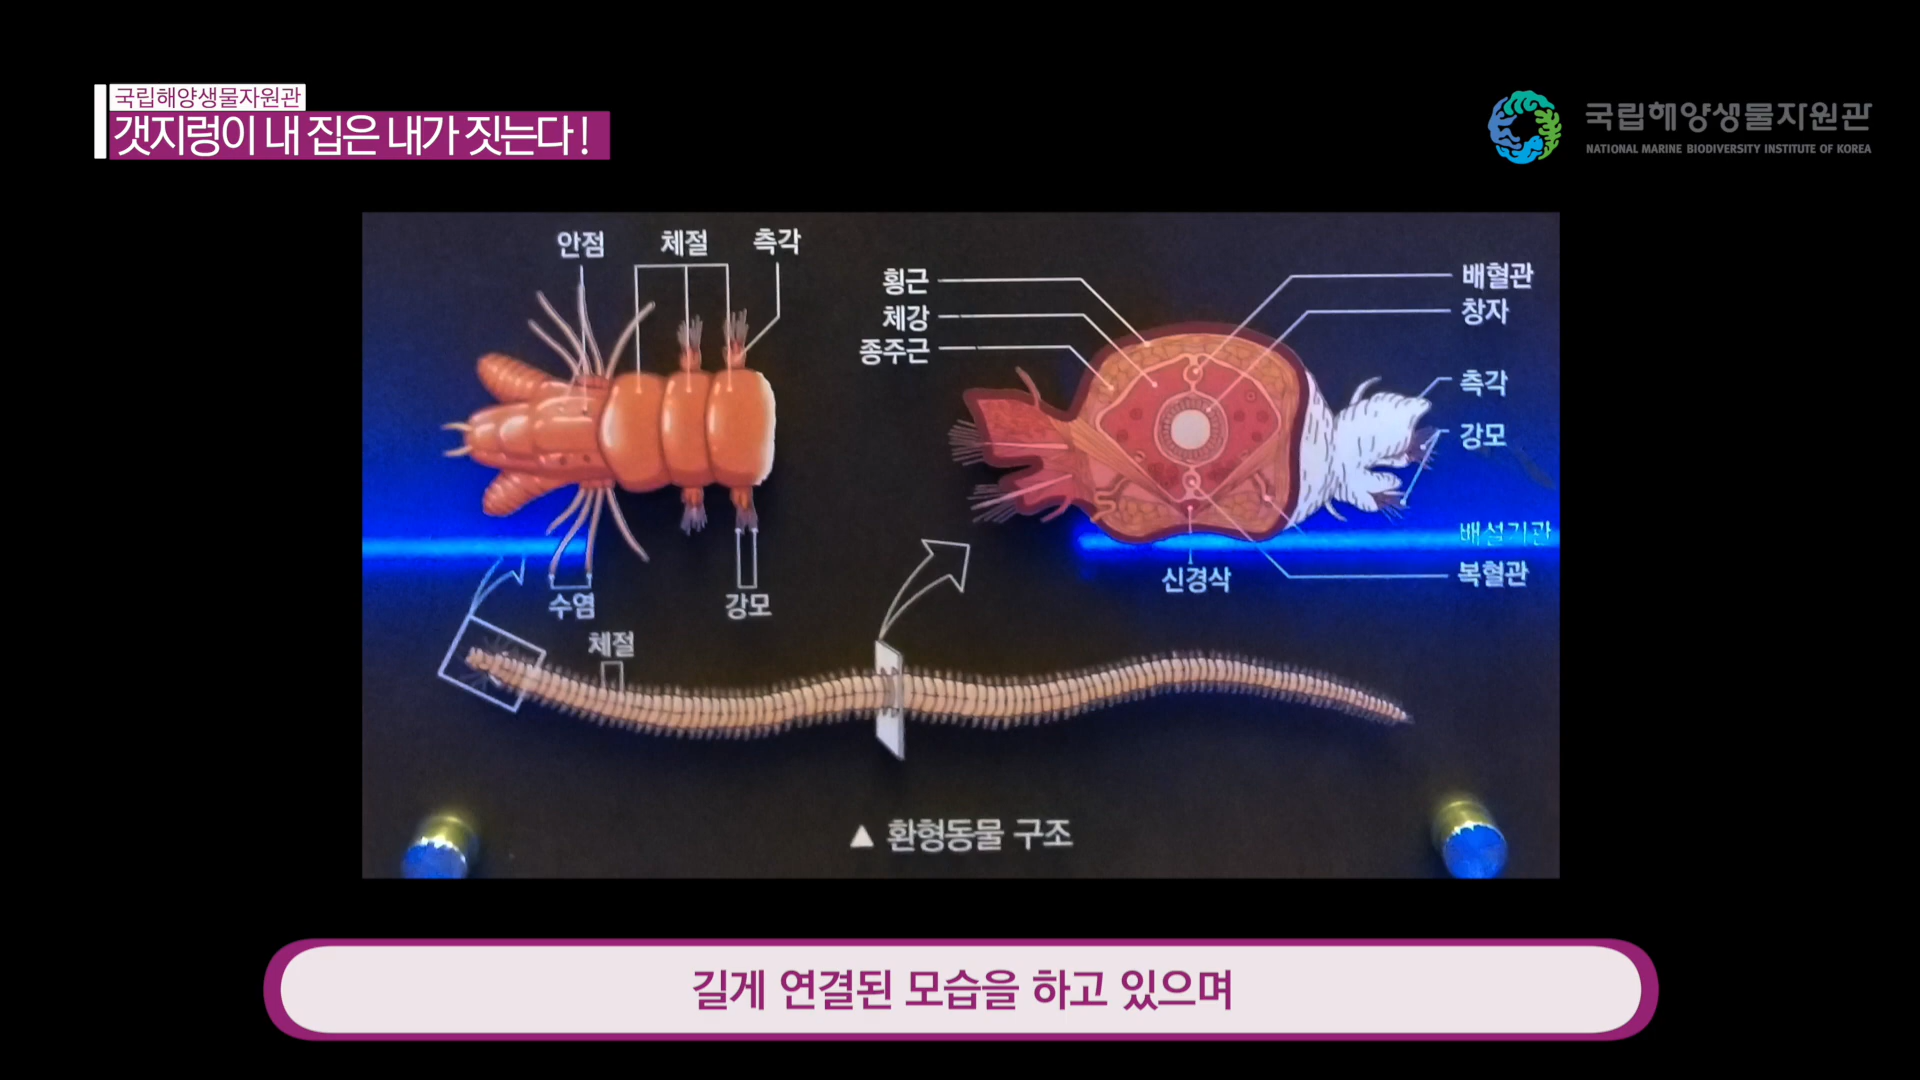 국립해양생물자원관
갯지렁이 내 집은 내가 짓는다!
국립해양생물자원관
NATIONAL MARINE BIODIVERSITY INSTITUTE OF KOREA
안점
체절
측각
횡근
체강
종주근
배혈관
창자
측각
강모
배설기관
복혈관
신경삭
수염
강모
체절
▲ 환형동물 구조
길게 연결된 모습을 하고 있으며